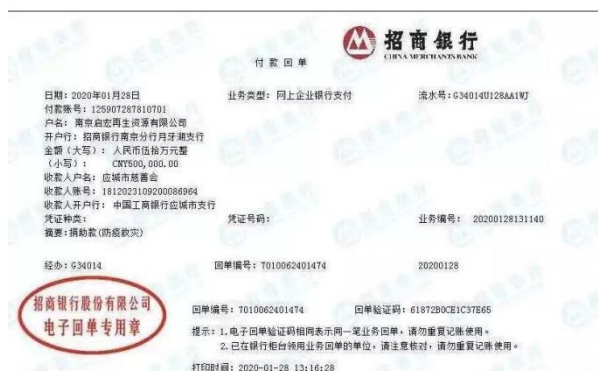 招商银行
CHINA MERCHANTS BANK
付款回单
日期：2020年01月28日 业务类型：网上企业银行支付 流水号：G34014U128AA1WJ
付款账号：125907287810701
户名：南京启宏再生资源有限公司
开户行：招商银行南京分行月牙湖支行
金额（大写）：人民币伍拾万元整
（小写）：CNY500,000.00
收款人户名：应城市慈善会
收款人账号：1812023109200086964
收款人开户行：中国工商银行应城市支行
凭证种类： 凭证号码： 业务编号：20200128131140
摘要：捐助款(防疫救灾)
经办：G34014 回单编号：7010062401474 20200128
招商银行股份有限公司
电子回单专用章
回单编号：7010062401474 回单验证码：61872B0CE1C37E65
提示：1.电子回单验证码相同表示同一笔业务回单，请勿重复记账使用。
2.已在银行柜台领用业务回单的单位，请注意核对，请勿重复记账使用。
打印时间：2020-01-28 13:16:28